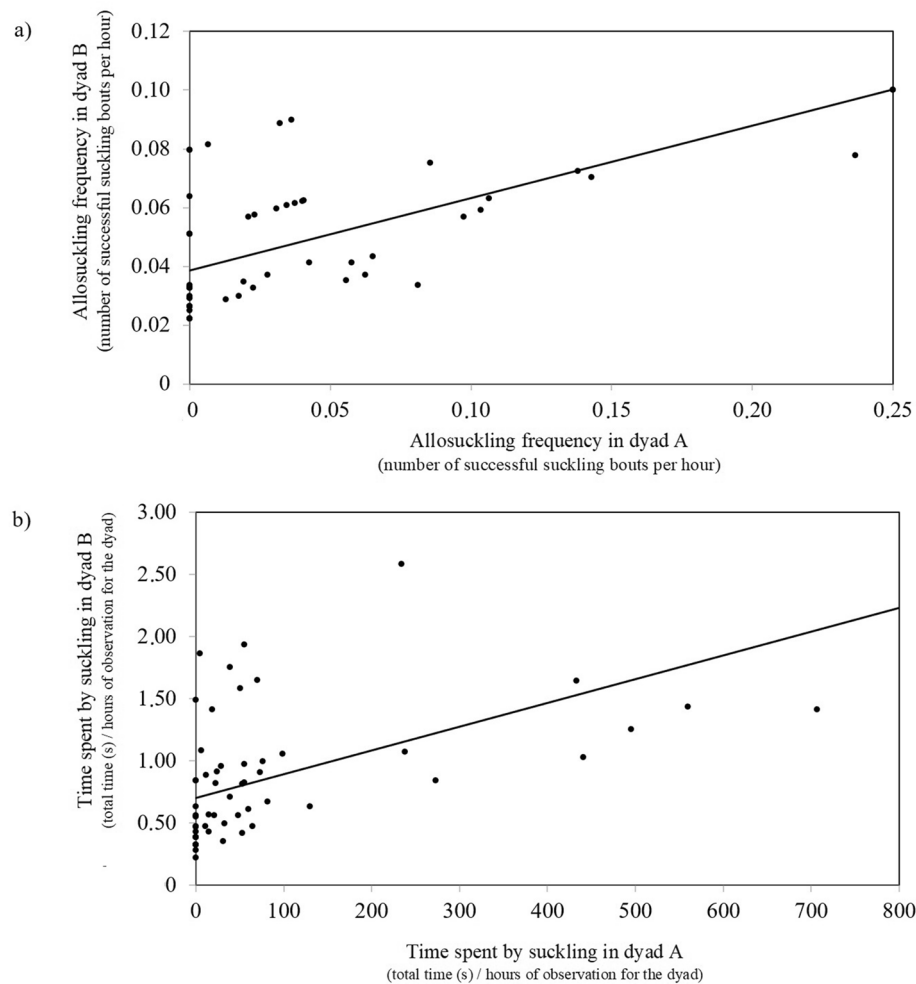 a)
Allosuckling frequency in dyad B
(number of successful suckling bouts per hour)
0.12
0.10
0.08
0.06
0.04
0.02
0
0 0.05 0.10 0.15 0.20 0.25
Allosuckling frequency in dyad A
(number of successful suckling bouts per hour)
b)
Time spent by suckling in dyad B
(total time (s) / hours of observation for the dyad)
3.00
2.50
2.00
1.50
1.00
0.50
0
0 100 200 300 400 500 600 700 800
Time spent by suckling in dyad A
(total time (s) / hours of observation for the dyad)